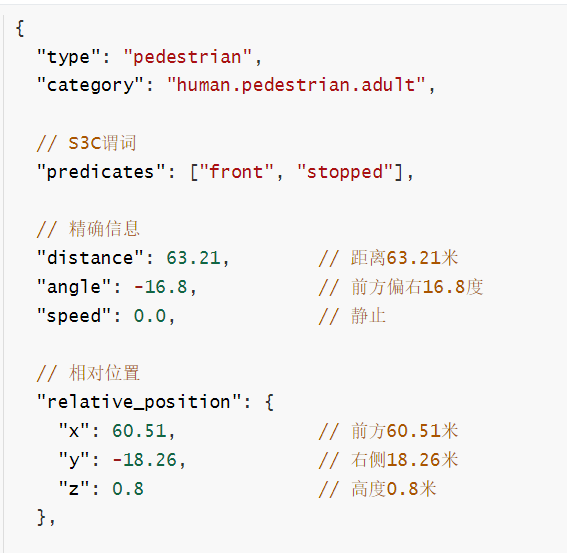 {
"type": "pedestrian",
"category": "human.pedestrian.adult",
// S3C谓词
"predicates": ["front", "stopped"],
// 精确信息
"distance": 63.21, // 距离63.21米
"angle": -16.8, // 前方偏右16.8度
"speed": 0.0, // 静止
// 相对位置
"relative_position": {
"x": 60.51, // 前方60.51米
"y": -18.26, // 右侧18.26米
"z": 0.8 // 高度0.8米
},